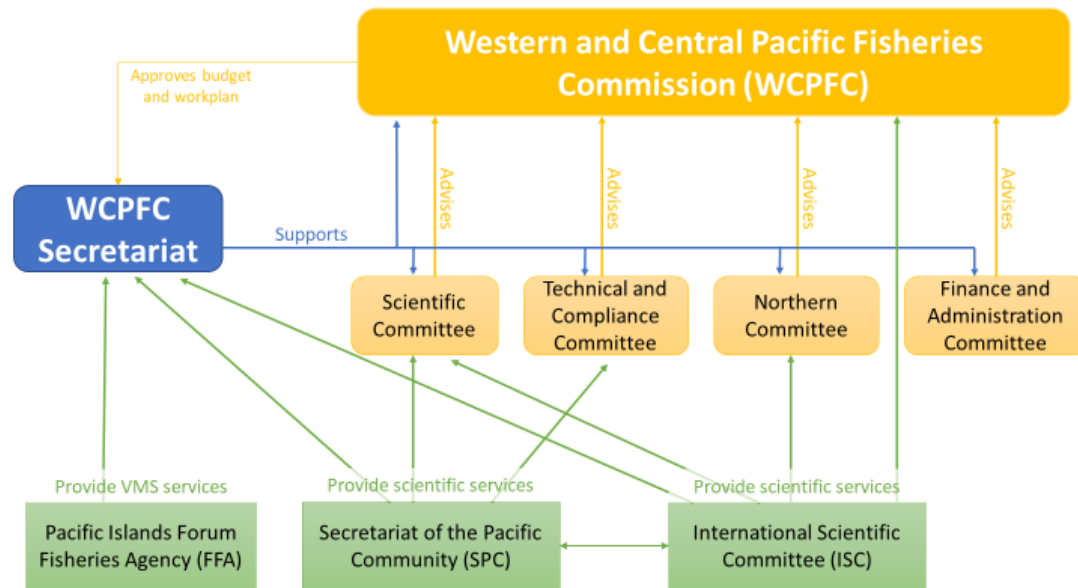 Western and Central Pacific Fisheries
Commission (WCPFC)
Approves budget
and workplan
WCPFC
Secretariat
Supports
Advises
Advises
Advises
Advises
Scientific
Committee
Technical and
Compliance
Committee
Northern
Committee
Finance and
Administration
Committee
Provide VMS services
Provide scientific services
Provide scientific services
Pacific Islands Forum
Fisheries Agency (FFA)
Secretariat of the Pacific
Community (SPC)
International Scientific
Committee (ISC)